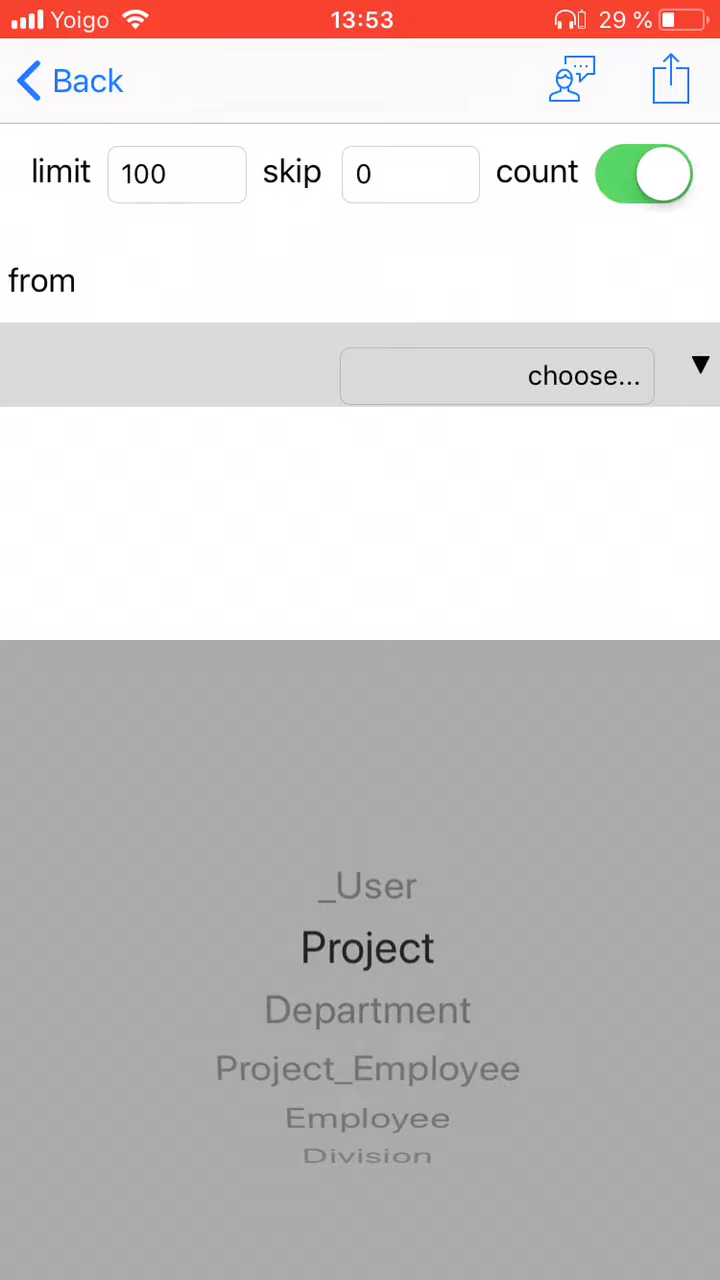 Yoigo 13:53 29 %
Back
limit 100 skip 0 count
from
choose...
_User
Project
Department
Project_Employee
Employee
Division